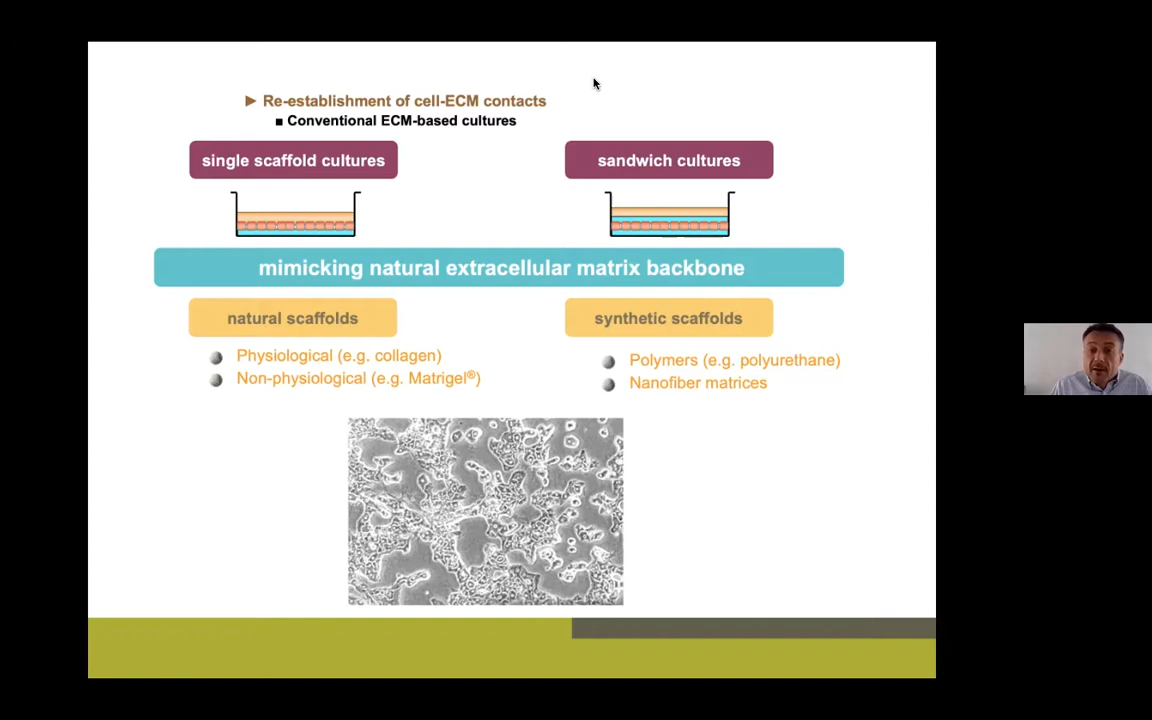 ► Re-establishment of cell-ECM contacts
■ Conventional ECM-based cultures
single scaffold cultures
sandwich cultures
mimicking natural extracellular matrix backbone
natural scaffolds
synthetic scaffolds
Physiological (e.g. collagen)
Non-physiological (e.g. Matrigel®)
Polymers (e.g. polyurethane)
Nanofiber matrices